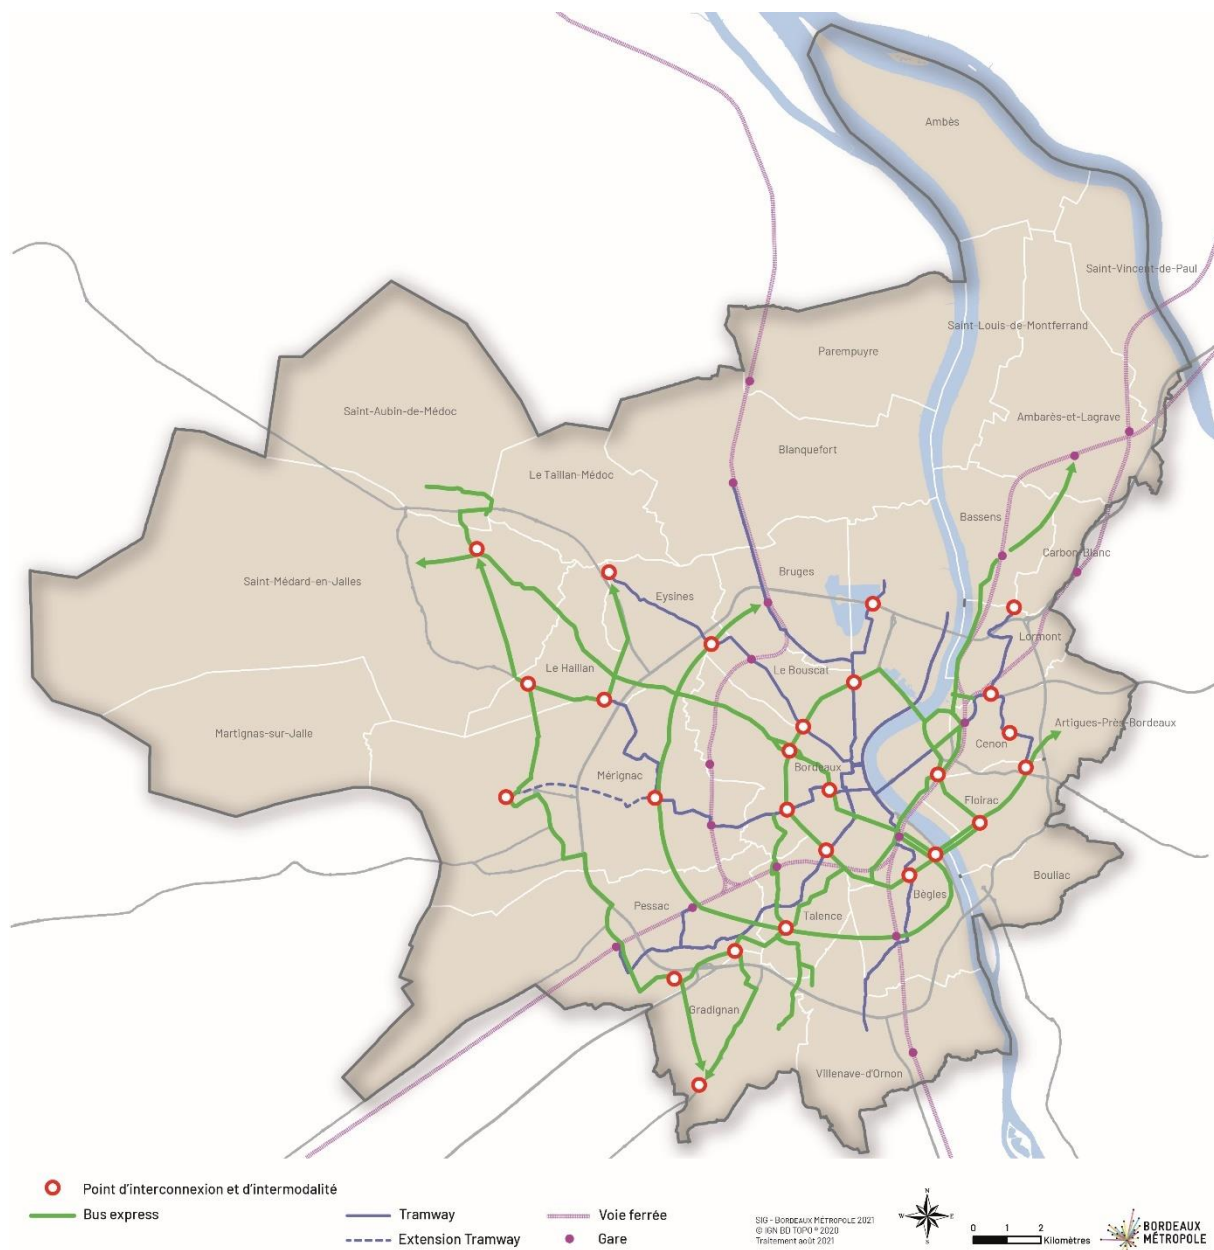 Ambès
Saint-Vincent-de-Paul
Saint-Louis-de-Montferrand
Parempuyre
Saint-Aubin-de-Médoc
Ambarès-et-Lagrave
Blanquefort
Le Taillan-Médoc
Bassens
Carbon-Blanc
Bruges
Saint-Médard-en-Jalles
Eysines
Lormont
Le Haillan
Le Bouscat
Artigues-Près-Bordeaux
Martignas-sur-Jalle
Cenon
Bordeaux
Mérignac
Floirac
Bouliac
Bègles
Pessac
Talence
Gradignan
Villenave-d'Ornon
Point d'interconnexion et d'intermodalité
Bus express
Tramway
Extension Tramway
Voie ferrée
Gare
SIG - BORDEAUX MÉTROPOLE 2021
© IGN BD TOPO ® 2020
Traitement août 2021
N
W E
S
0 1 2
Kilomètres
BORDEAUX
MÉTROPOLE